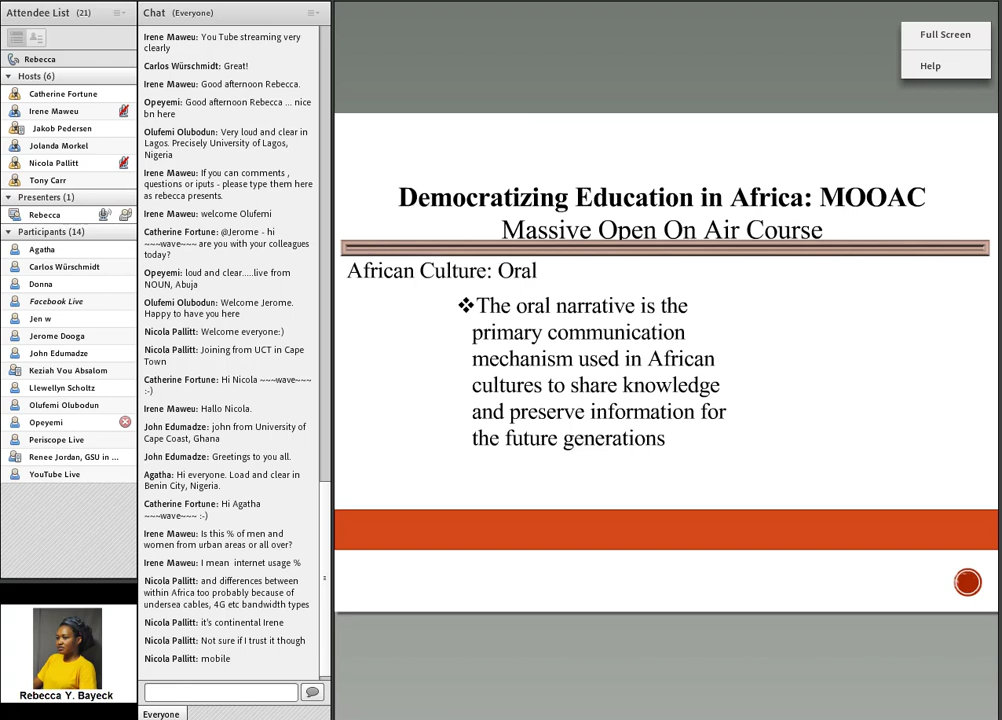 Attendee List (21)
Rebecca
Hosts (6)
Catherine Fortune
Irene Maweu
Jakob Pedersen
Jolanda Morkel
Nicola Pallitt
Tony Carr
Presenters (1)
Rebecca
Participants (14)
Agatha
Carlos Würschmidt
Donna
Facebook Live
Jen w
Jerome Dooga
John Edumadze
Keziah Vou Absalom
Llewellyn Scholtz
Olufemi Olubodun
Opeyemi
Periscope Live
Renee Jordan, GSU in ...
YouTube Live
Rebecca Y. Bayeck
Chat (Everyone)
Irene Maweu: You Tube streaming very
clearly
Carlos Würschmidt: Great!
Irene Maweu: Good afternoon Rebecca.
Opeyemi: Good afternoon Rebecca ... nice
bn here
Olufemi Olubodun: Very loud and clear in
Lagos. Precisely University of Lagos,
Nigeria
Irene Maweu: If you can comments ,
questions or iputs - please type them here
as rebecca presents.
Irene Maweu: welcome Olufemi
Catherine Fortune: @Jerome - hi
~~~wave~~~ are you with your colleagues
today?
Opeyemi: loud and clear.....live from
NOUN, Abuja
Olufemi Olubodun: Welcome Jerome.
Happy to have you here
Nicola Pallitt: Welcome everyone:)
Nicola Pallitt: Joining from UCT in Cape
Town
Catherine Fortune: Hi Nicola ~~~wave~~~
:-)
Irene Maweu: Hallo Nicola.
John Edumadze: john from University of
Cape Coast, Ghana
John Edumadze: Greetings to you all.
Agatha: Hi everyone. Load and clear in
Benin City, Nigeria.
Catherine Fortune: Hi Agatha
~~~wave~~~ :-)
Irene Maweu: Is this % of men and
women from urban areas or all over?
Irene Maweu: I mean internet usage %
Nicola Pallitt: and differences between
within Africa too probably because of
undersea cables, 4G etc bandwidth types
Nicola Pallitt: it's continental Irene
Nicola Pallitt: Not sure if I trust it though
Nicola Pallitt: mobile
Everyone
Full Screen
Help
Democratizing Education in Africa: MOOAC
Massive Open On Air Course
African Culture: Oral
❖The oral narrative is the
primary communication
mechanism used in African
cultures to share knowledge
and preserve information for
the future generations